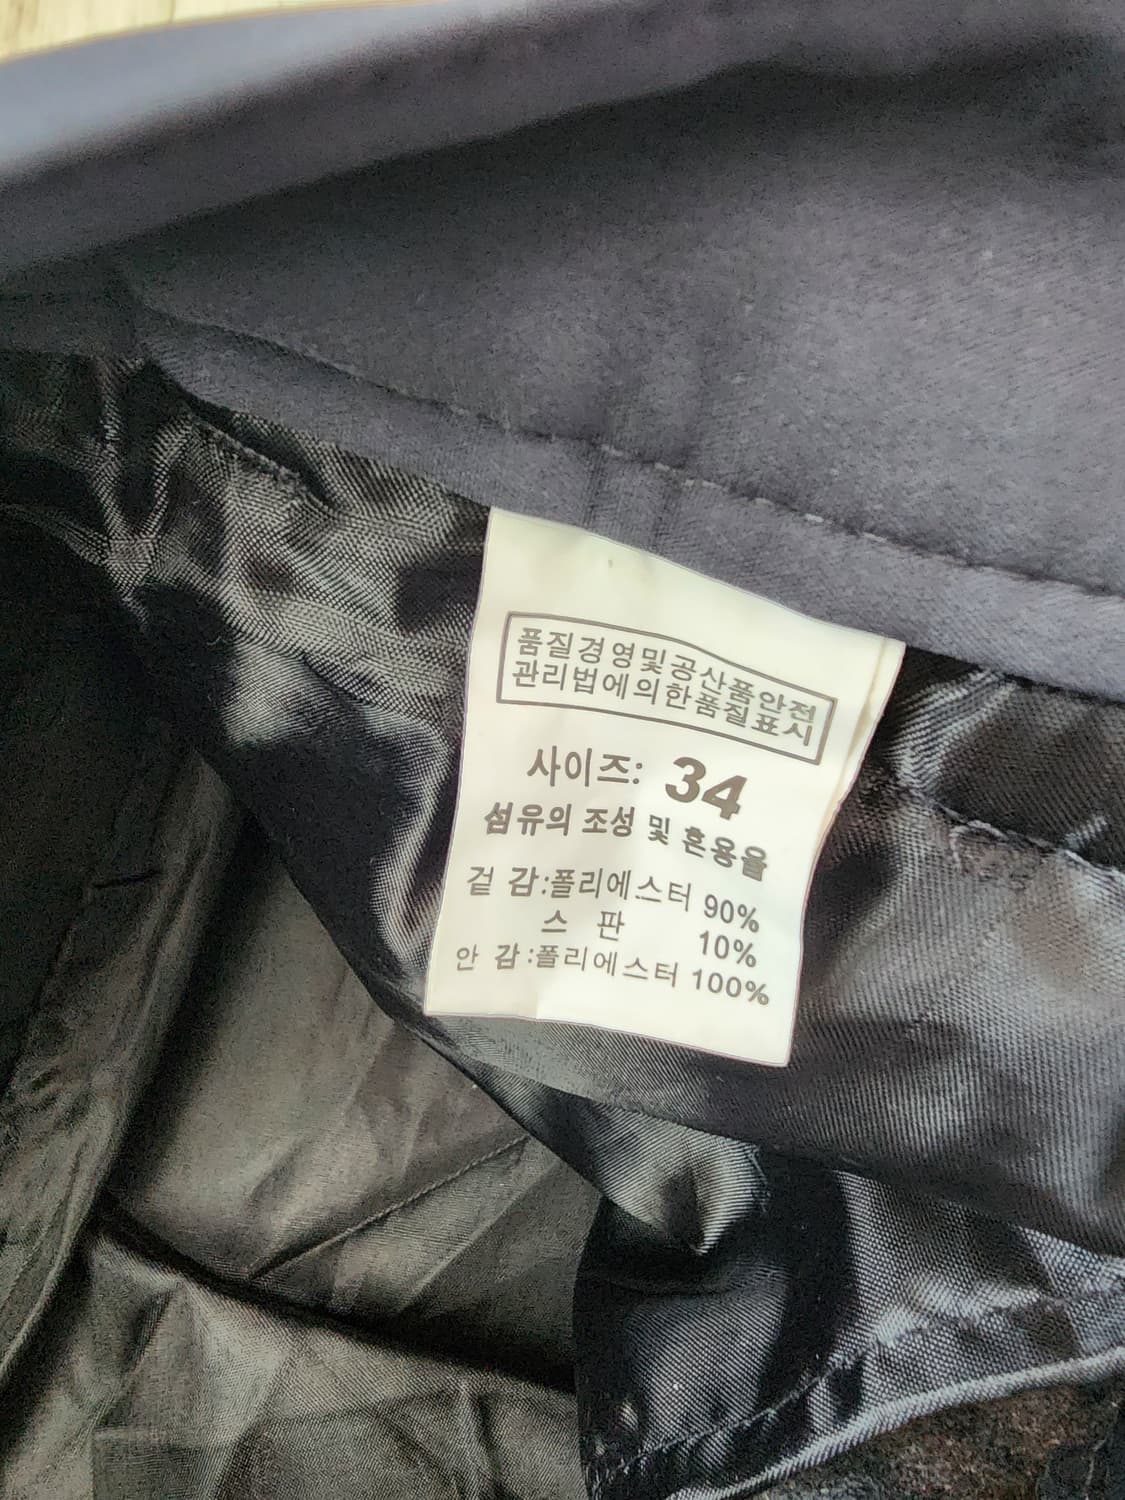 품질경영및공산품안전
관리법에의한품질표시
사이즈: 34
섬유의 조성 및 혼용율
겉 감:폴리에스터 90%
스 판 10%
안 감:폴리에스터 100%